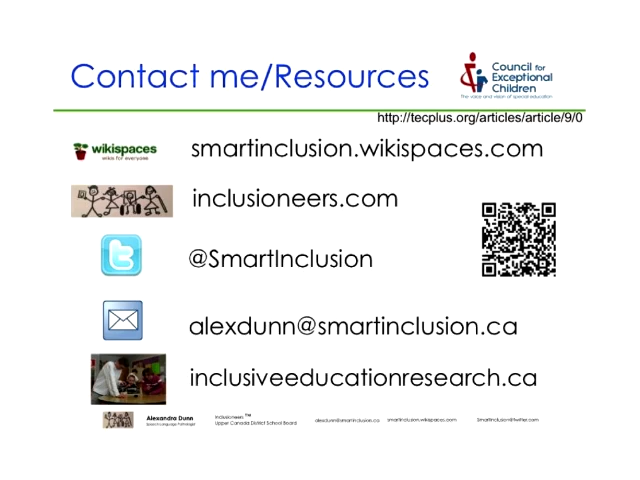 Contact me/Resources
Council for
Exceptional
Children
The voice and vision of special education
http://tecplus.org/articles/article/9/0
wikispaces
wikis for everyone
smartinclusion.wikispaces.com
inclusioneers.com
@SmartInclusion
alexdunn@smartinclusion.ca
inclusiveeducationresearch.ca
Alexandra Dunn
Speech-Language Pathologist
Inclusioneers ™
Upper Canada District School Board
alexdunn@smartinclusion.ca
smartinclusion.wikispaces.com
SmartInclusion@twitter.com